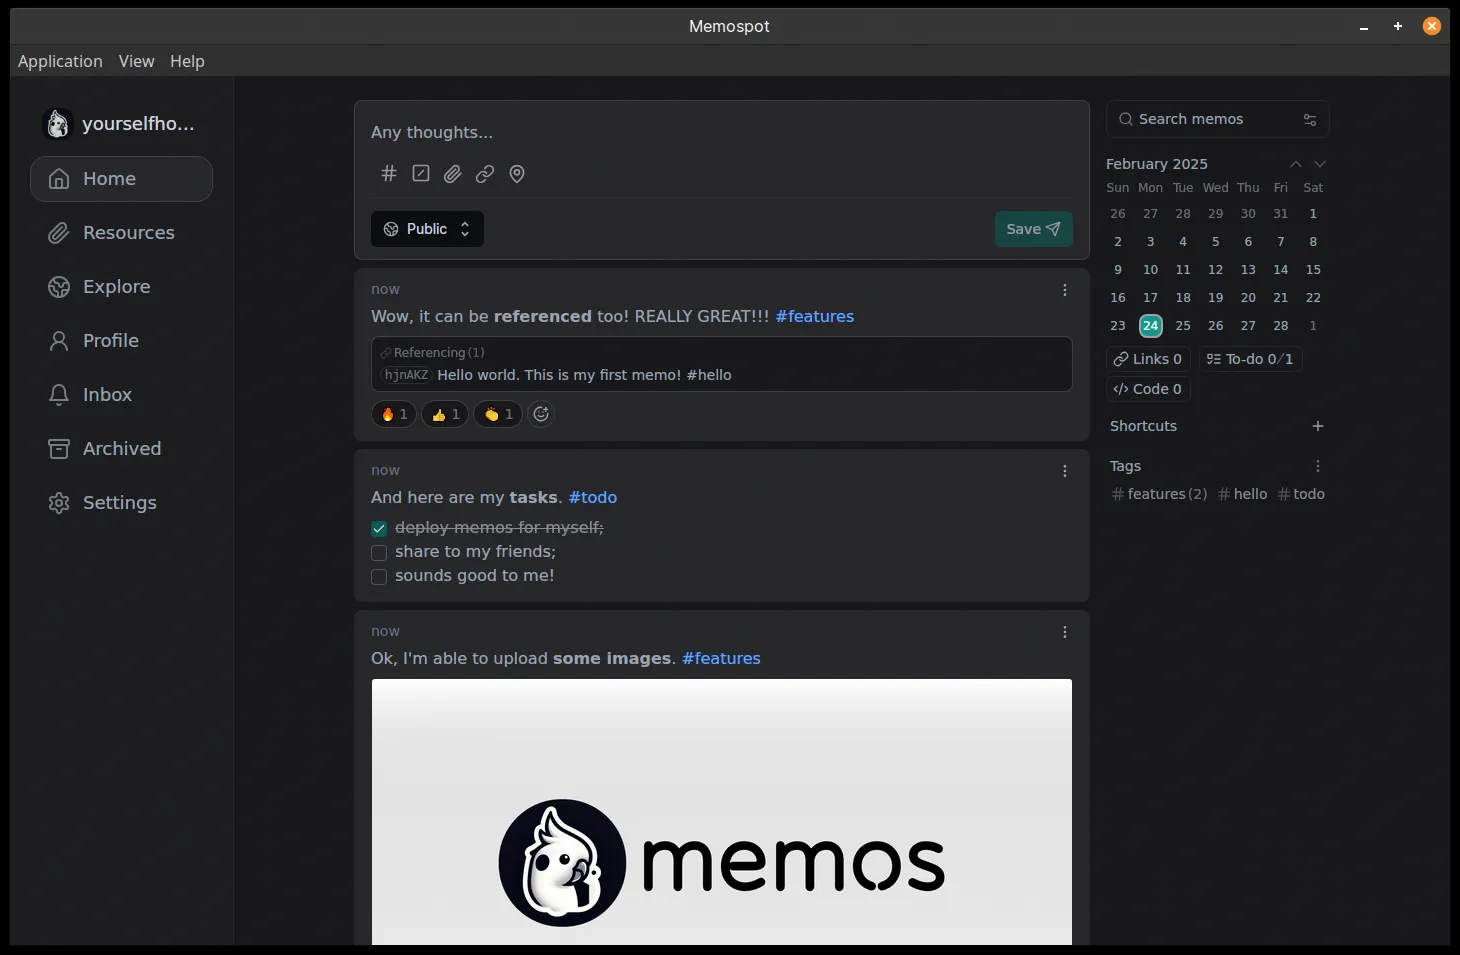 Memospot
Application View Help
yourselfho...
Home
Resources
Explore
Profile
Inbox
Archived
Settings
Any thoughts...
Public
Save
now
Wow, it can be referenced too! REALLY GREAT!!! #features
Referencing (1)
hjnAKZ Hello world. This is my first memo! #hello
🔥 1 👍 1 👏 1
now
And here are my tasks. #todo
deploy memos for myself;
share to my friends;
sounds good to me!
now
Ok, I'm able to upload some images. #features
memos
Search memos
February 2025
Sun Mon Tue Wed Thu Fri Sat
26 27 28 29 30 31 1
2 3 4 5 6 7 8
9 10 11 12 13 14 15
16 17 18 19 20 21 22
23 24 25 26 27 28 1
Links 0 To-do 0/1
Code 0
Shortcuts
Tags
# features (2) # hello # todo